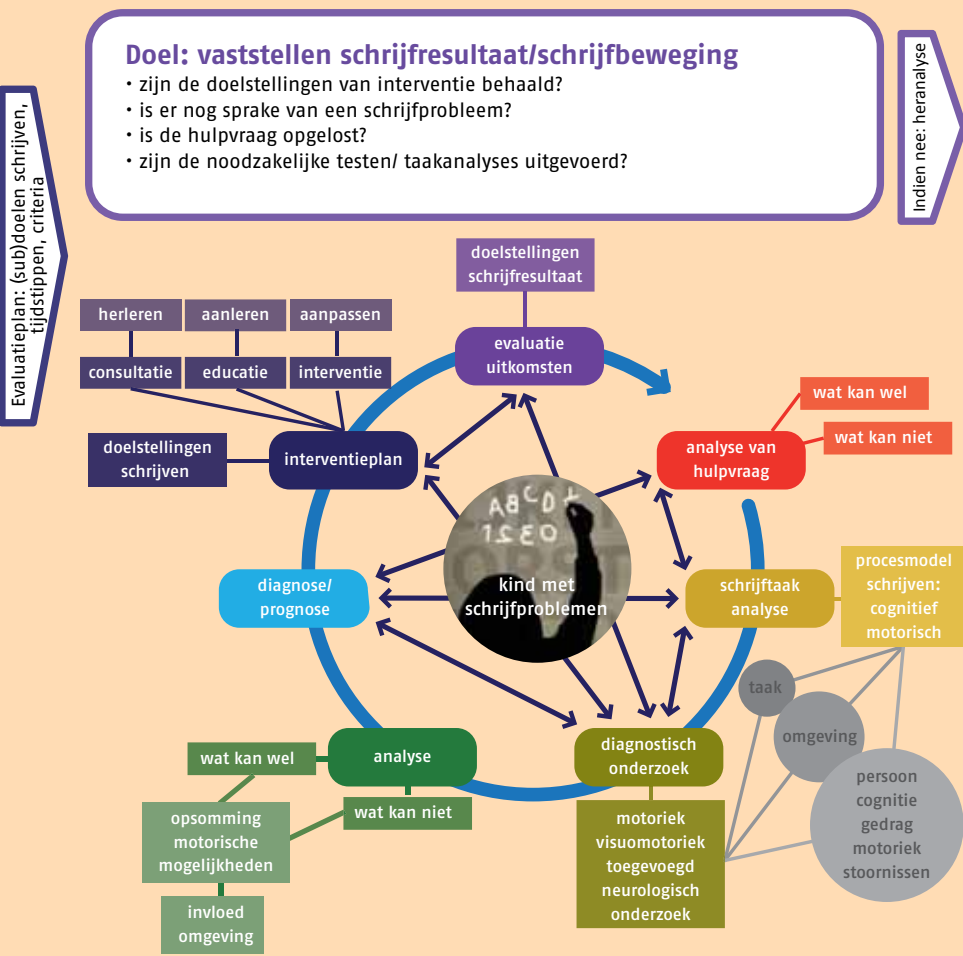 Doel: vaststellen schrijfresultaat/schrijfbeweging
• zijn de doelstellingen van interventie behaald?
• is er nog sprake van een schrijfprobleem?
• is de hulpvraag opgelost?
• zijn de noodzakelijke testen/ taakanalyses uitgevoerd?
Indien nee: heranalyse
Evaluatieplan: (sub)doelen schrijven,
tijdstippen, criteria
doelstellingen
schrijfresultaat
evaluatie
uitkomsten
herleren
aanleren
aanpassen
consultatie
educatie
interventie
doelstellingen
schrijven
interventieplan
wat kan wel
wat kan niet
analyse van
hulpvraag
ABCD
kind met
schrijfproblemen
diagnose/
prognose
schrijftaak
analyse
procesmodel
schrijven:
cognitief
motorisch
taak
omgeving
persoon
cognitie
gedrag
motoriek
stoornissen
diagnostisch
onderzoek
motoriek
visuomotoriek
toegevoegd
neurologisch
onderzoek
analyse
wat kan wel
wat kan niet
opsomming
motorische
mogelijkheden
invloed
omgeving